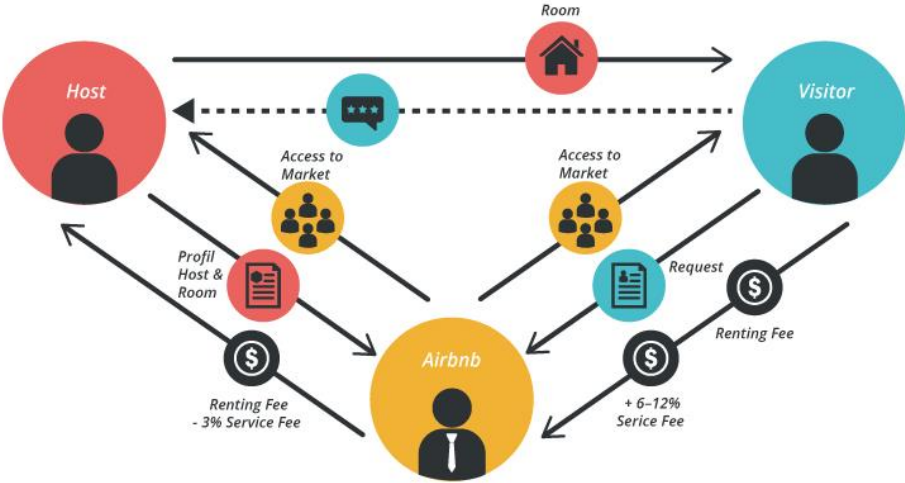 Room
Host
Visitor
Access to
Market
Access to
Market
Profil
Host &
Room
Request
$
Renting Fee
$
$
Airbnb
Renting Fee
- 3% Service Fee
+ 6–12%
Serice Fee